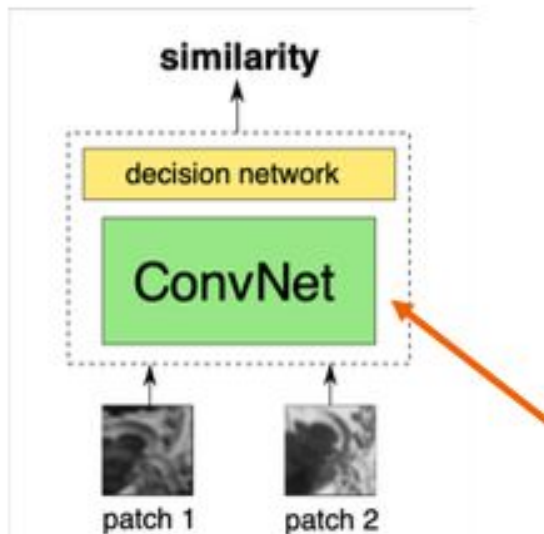 similarity
decision network
ConvNet
patch 1 patch 2